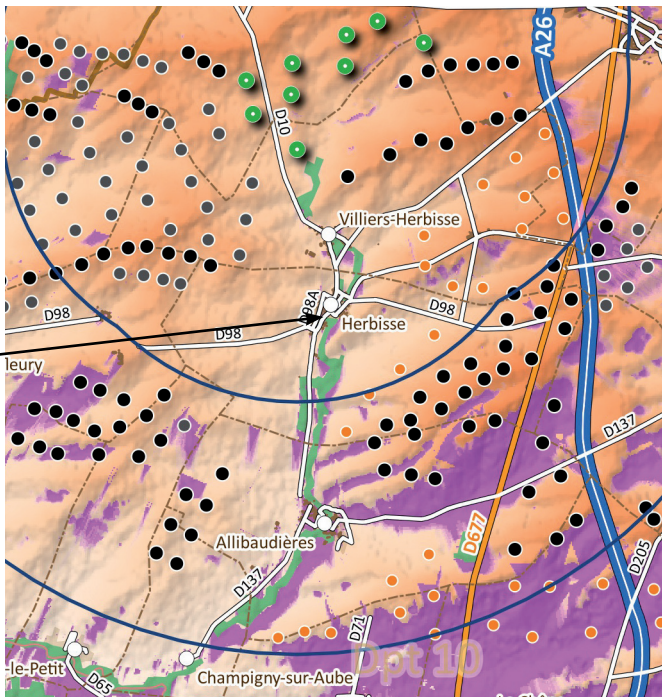 A26
D10
Villiers-Herbisse
D98A
D98
Herbisse
D98
D98
leury
D137
D677
Allibaudières
D205
D137
D71
-le-Petit
D65
Champigny-sur-Aube
Dpt 10